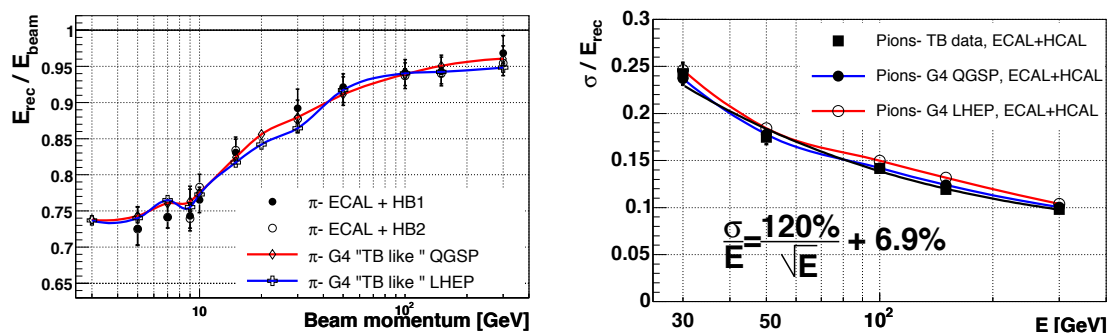 E_rec / E_beam
1
0.95
0.9
0.85
0.8
0.75
0.7
0.65
π- ECAL + HB1
π- ECAL + HB2
π- G4 "TB like " QGSP
π- G4 "TB like " LHEP
10
10²
Beam momentum [GeV]
σ / E_rec
0.3
0.25
0.2
0.15
0.1
0.05
0
Pions- TB data, ECAL+HCAL
Pions- G4 QGSP, ECAL+HCAL
Pions- G4 LHEP, ECAL+HCAL
σ/E = 120%/√E + 6.9%
30
50
10²
E [GeV]
30